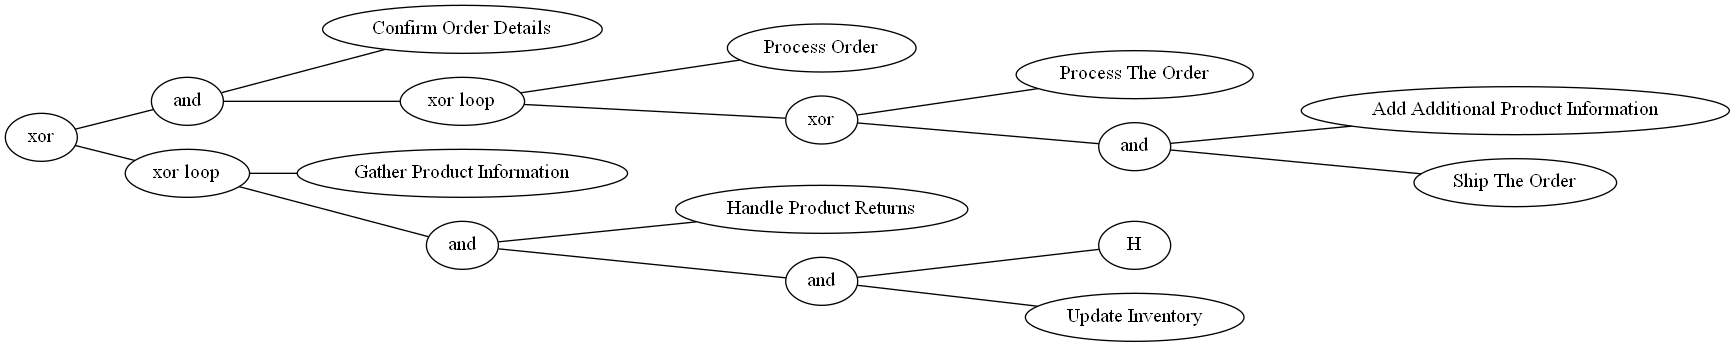 Confirm Order Details
Process Order
Process The Order
and
xor loop
Add Additional Product Information
xor
xor
and
Ship The Order
xor loop
Gather Product Information
Handle Product Returns
and
H
and
Update Inventory